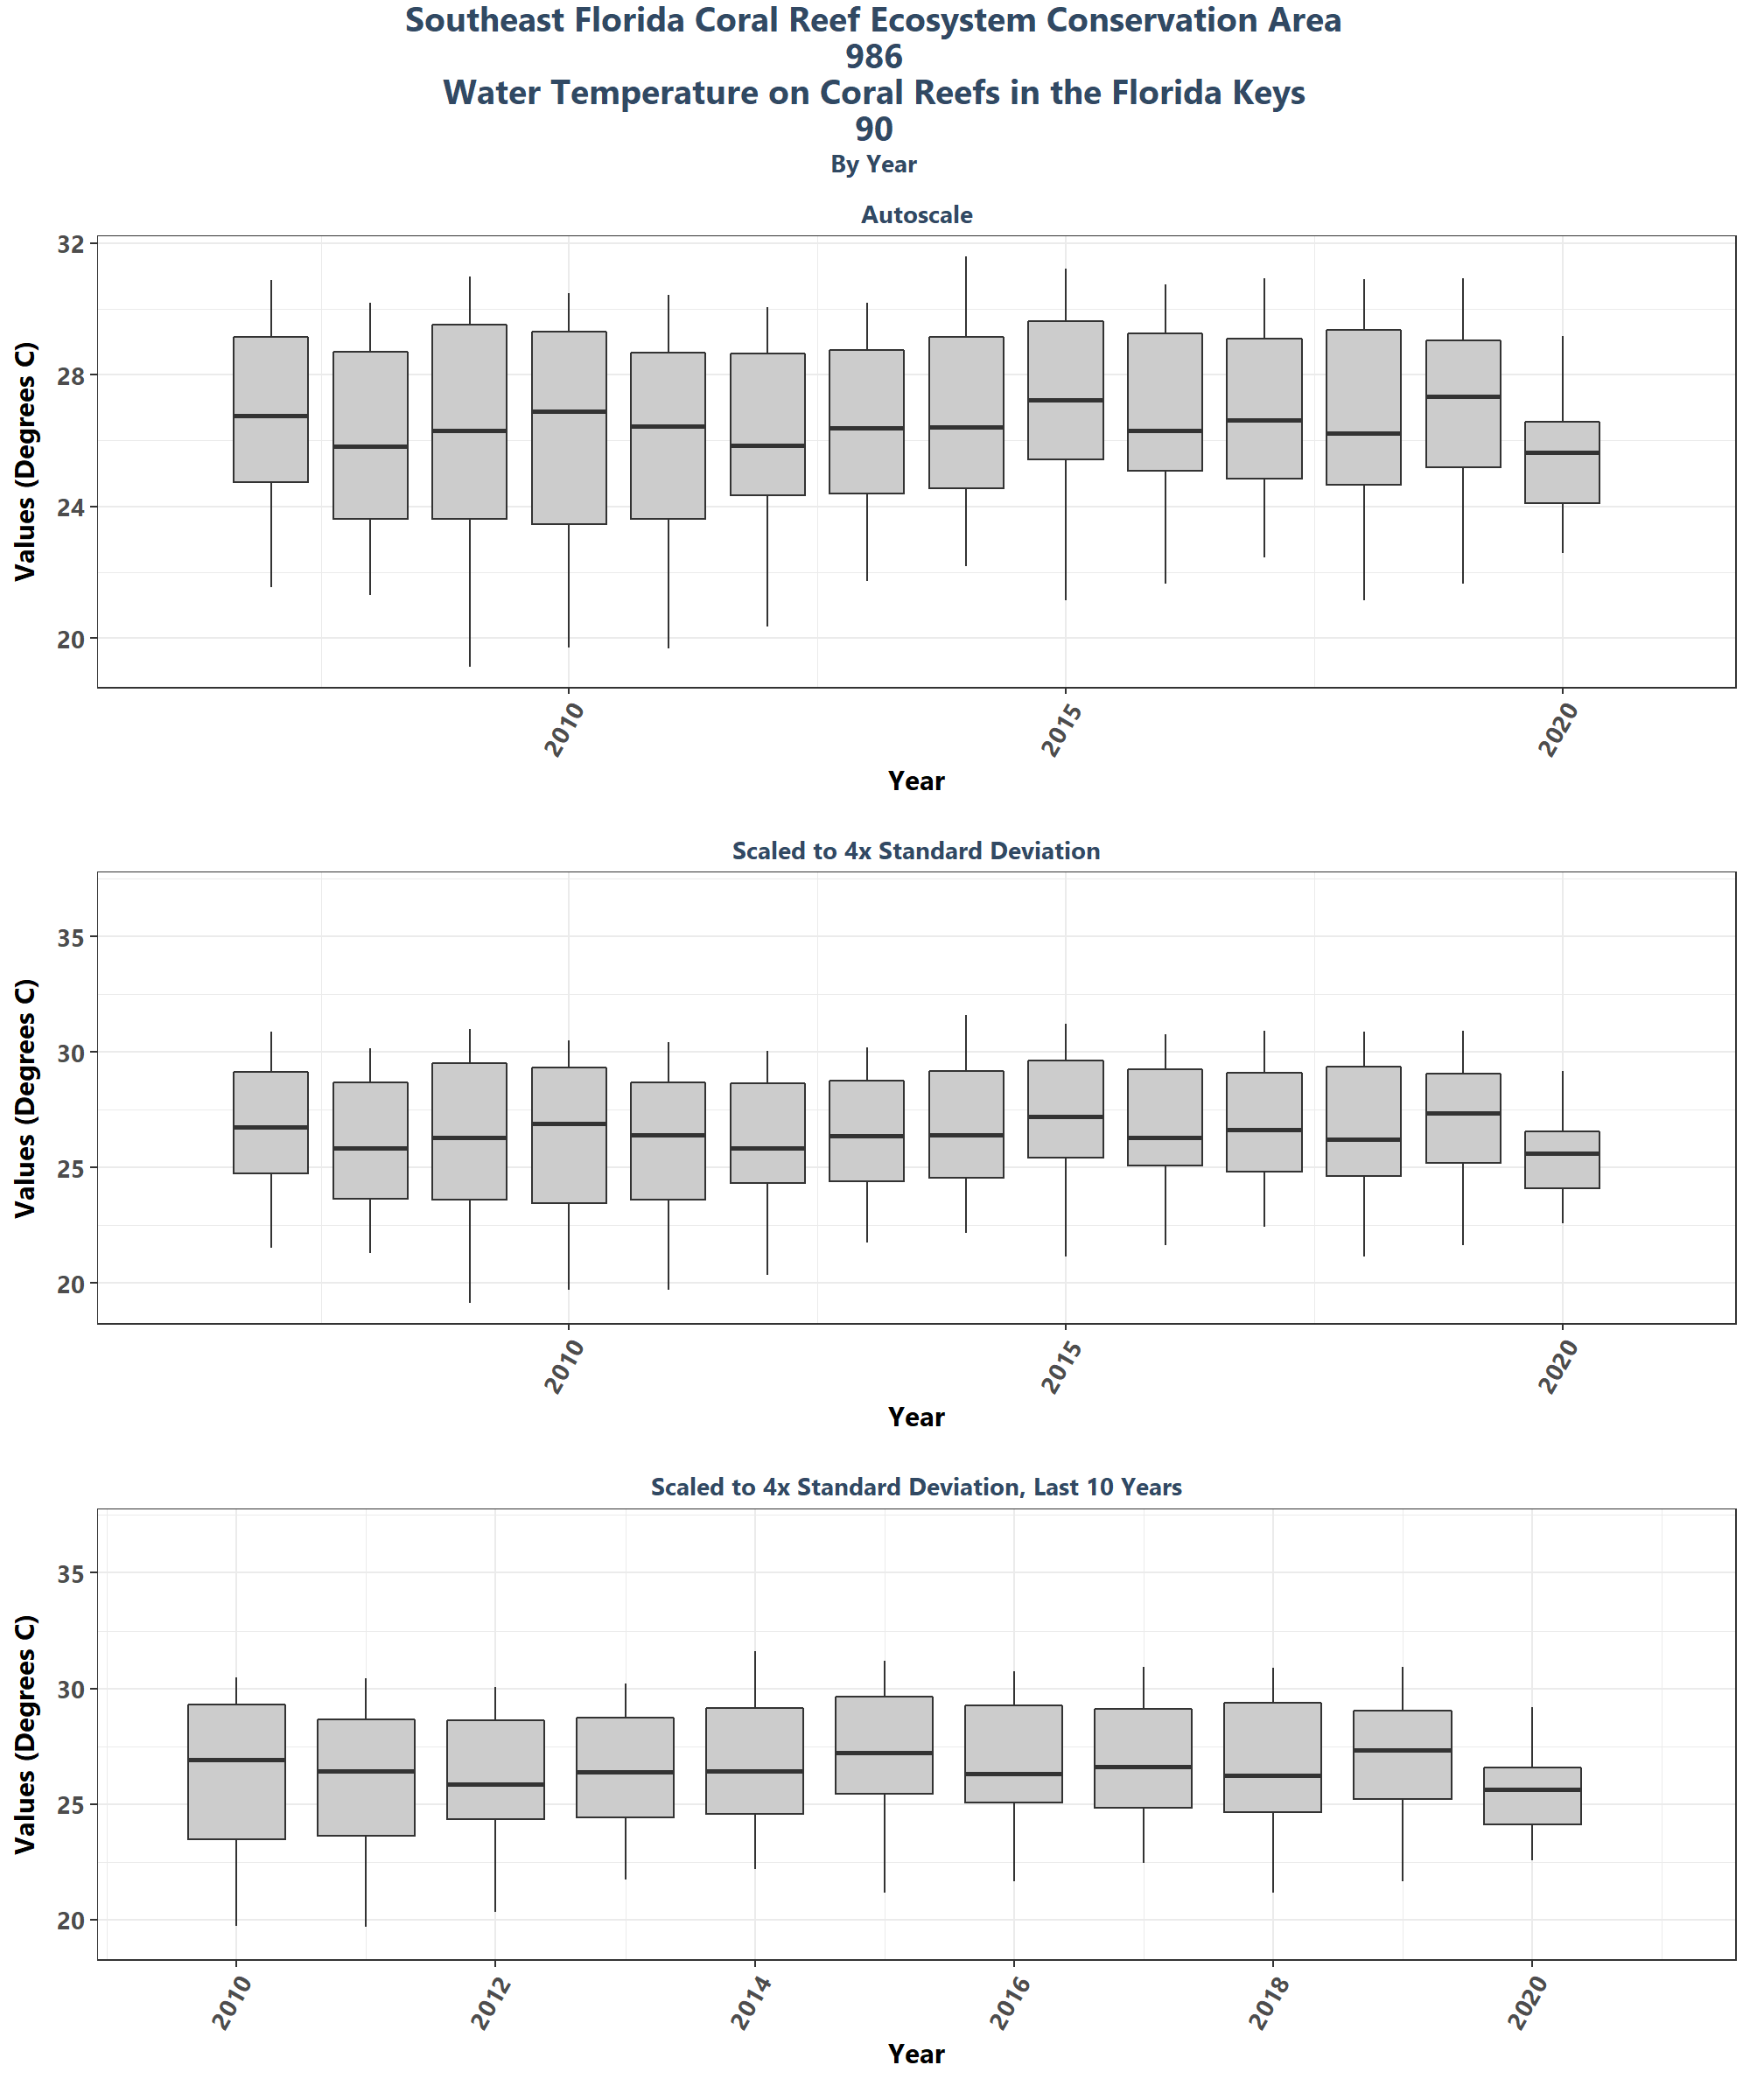 Southeast Florida Coral Reef Ecosystem Conservation Area
986
Water Temperature on Coral Reefs in the Florida Keys
90
By Year
Autoscale
Values (Degrees C)
32
28
24
20
2010
2015
2020
Year
Scaled to 4x Standard Deviation
Values (Degrees C)
35
30
25
20
2010
2015
2020
Year
Scaled to 4x Standard Deviation, Last 10 Years
Values (Degrees C)
35
30
25
20
2010
2012
2014
2016
2018
2020
Year